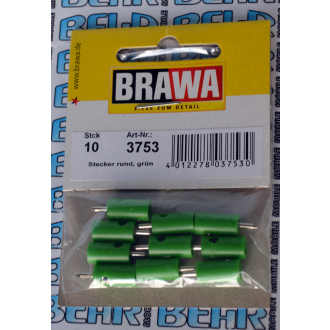 www.brawa.de
BRAWA
LIEBE ZUM DETAIL
Stck Art-Nr.:
10 3753
Stecker rund, grün
4 012278 037530
BEHR
MOBILE